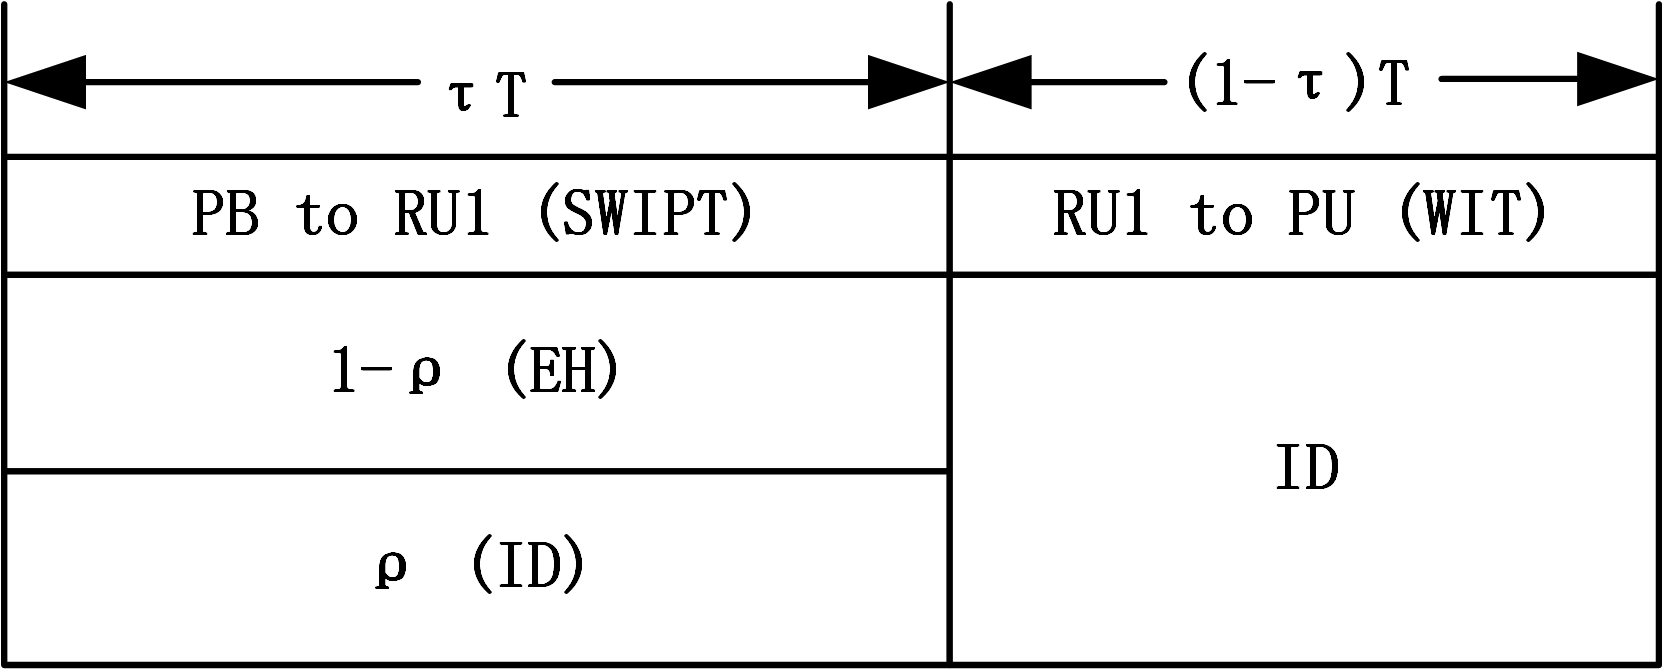 τT (1-τ)T
PB to RU1 (SWIPT) RU1 to PU (WIT)
1-ρ (EH)
ID
ρ (ID)